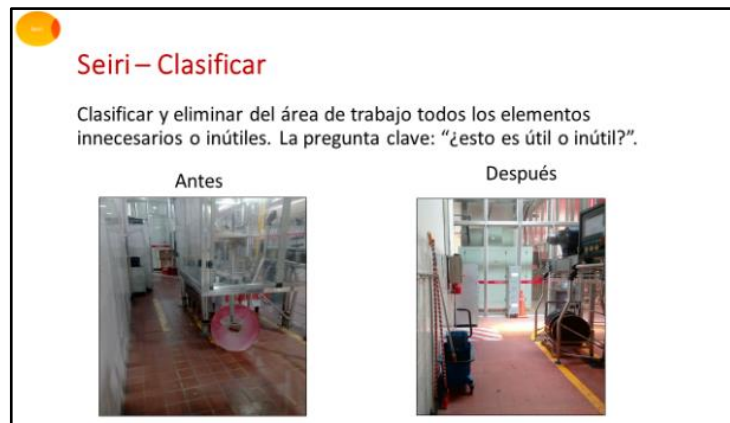 Seiri – Clasificar
Clasificar y eliminar del área de trabajo todos los elementos
innecesarios o inútiles. La pregunta clave: “¿esto es útil o inútil?”.
Antes
Después